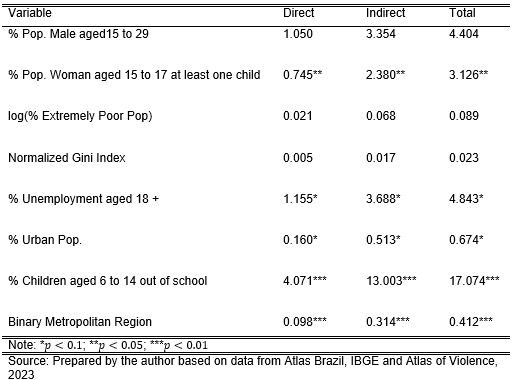 Variable Direct Indirect Total
% Pop. Male aged15 to 29 1.050 3.354 4.404
% Pop. Woman aged 15 to 17 at least one child 0.745** 2.380** 3.126**
log(% Extremely Poor Pop) 0.021 0.068 0.089
Normalized Gini Index 0.005 0.017 0.023
% Unemployment aged 18 + 1.155* 3.688* 4.843*
% Urban Pop. 0.160* 0.513* 0.674*
% Children aged 6 to 14 out of school 4.071*** 13.003*** 17.074***
Binary Metropolitan Region 0.098*** 0.314*** 0.412***
Note: *p < 0.1; **p < 0.05; ***p < 0.01
Source: Prepared by the author based on data from Atlas Brazil, IBGE and Atlas of Violence,
2023